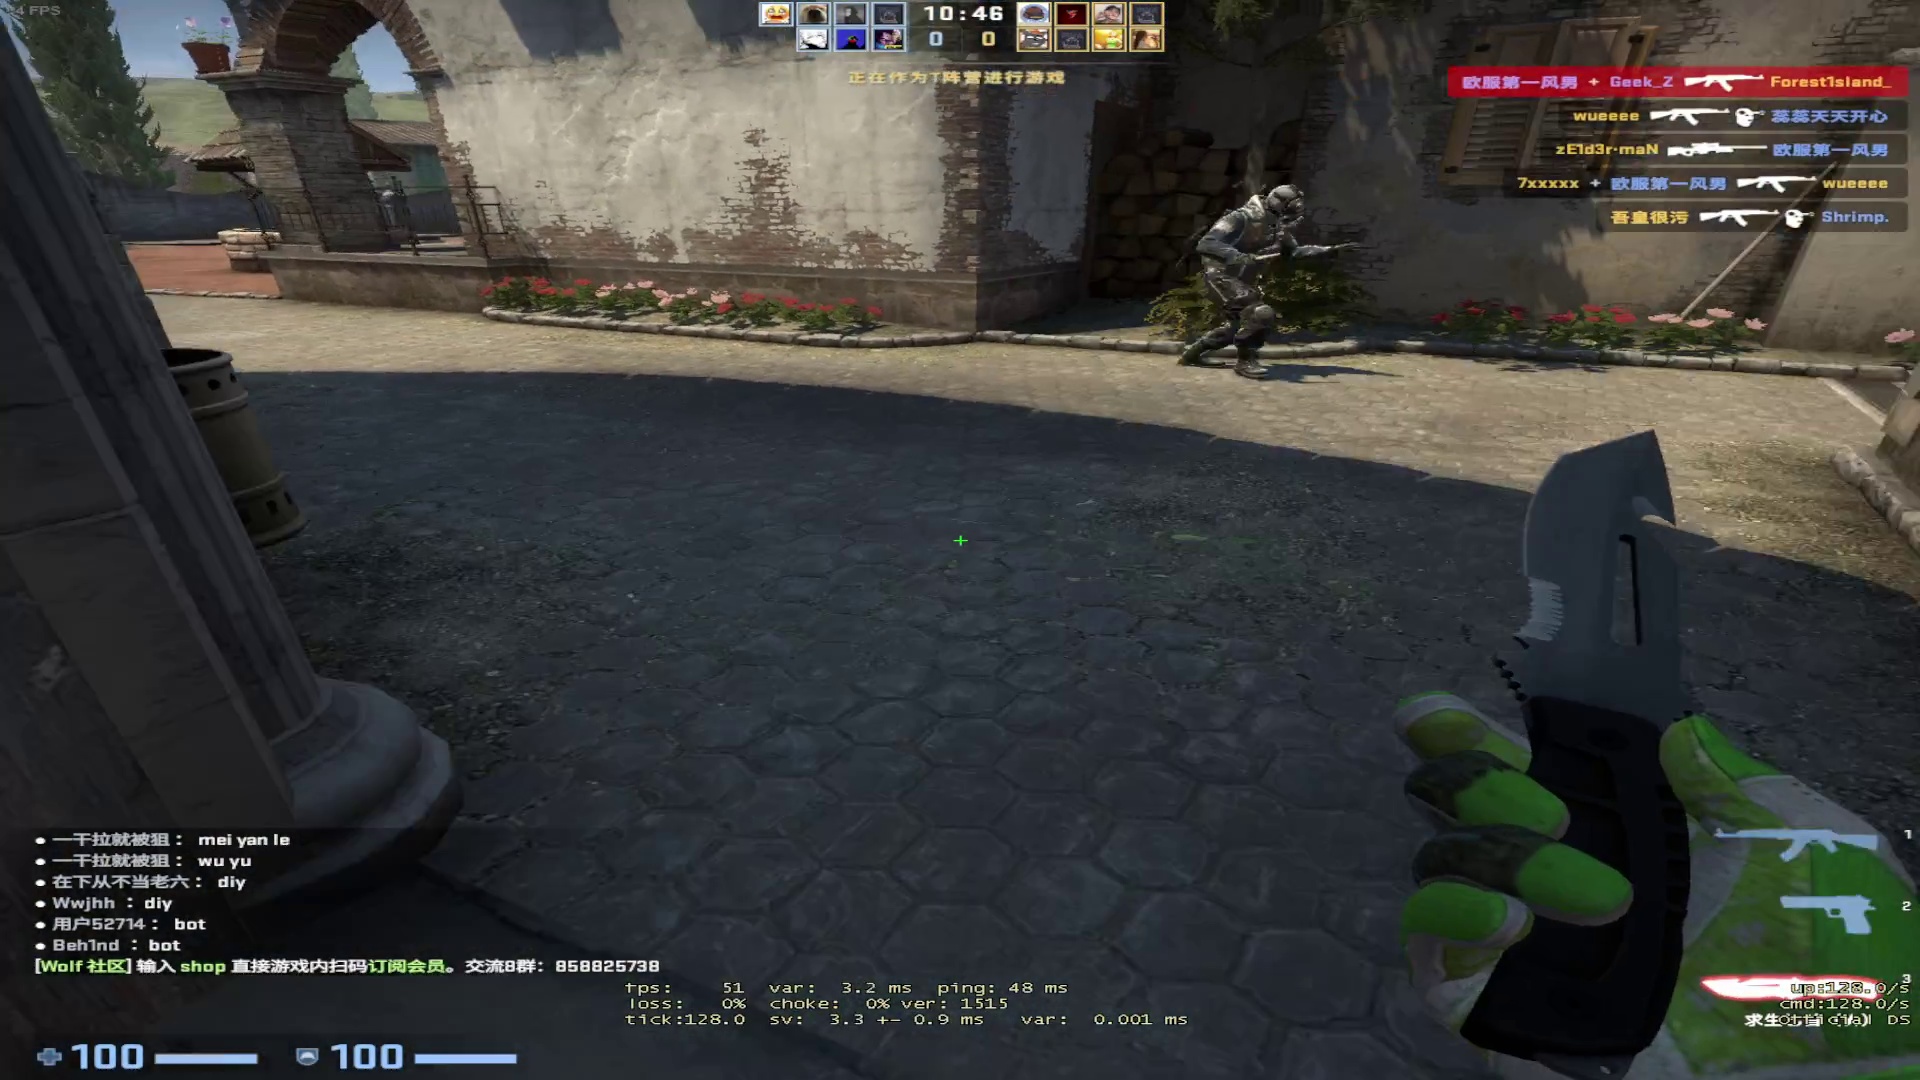 4 FPS
10:46
0 0
正在作为T阵营进行游戏
欧服第一风男 + Geek_Z Forest1sland_
wueeee 蕊蕊天天开心
zE1d3r·maN 欧服第一风男
7xxxxx + 欧服第一风男 wueeee
吾皇很污 Shrimp.
一干拉就被狙： mei yan le
一干拉就被狙： wu yu
在下从不当老六： diy
Wwjhh ： diy
用户52714： bot
Beh1nd ： bot
[Wolf 社区] 输入 shop 直接游戏内扫码订阅会员。交流8群：858825738
fps: 51 var: 3.2 ms ping: 48 ms
loss: 0% choke: 0% ver: 1515
tick:128.0 sv: 3.3 +- 0.9 ms var: 0.001 ms
1
2
3
up:128.0/s
cmd:128.0/s
求生 DS
100 100